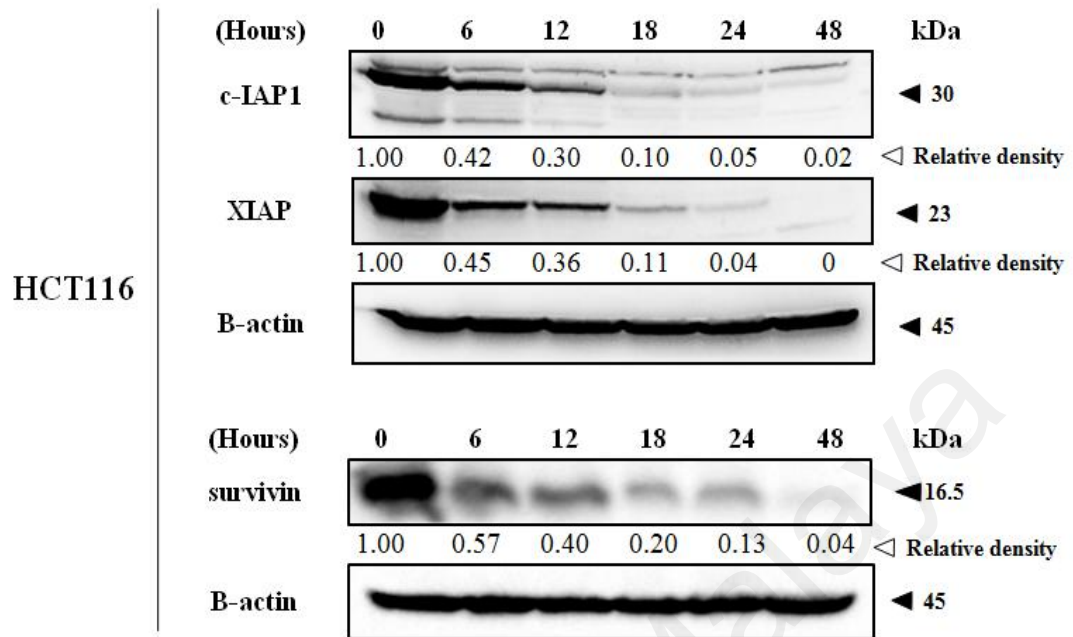 (Hours) 0 6 12 18 24 48 kDa
c-IAP1 ◀ 30
1.00 0.42 0.30 0.10 0.05 0.02 ◁ Relative density
XIAP ◀ 23
1.00 0.45 0.36 0.11 0.04 0 ◁ Relative density
HCT116
B-actin ◀ 45
(Hours) 0 6 12 18 24 48 kDa
survivin ◀16.5
1.00 0.57 0.40 0.20 0.13 0.04 ◁ Relative density
B-actin ◀ 45
Malaya